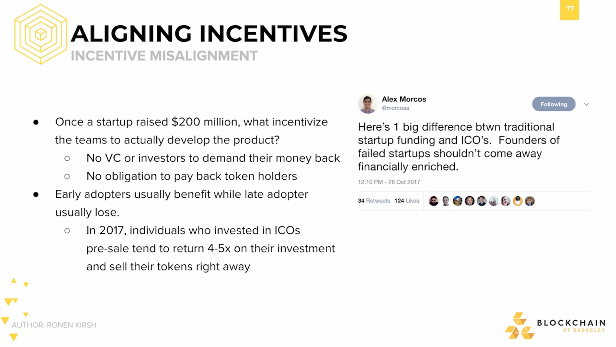 77
ALIGNING INCENTIVES
INCENTIVE MISALIGNMENT
● Once a startup raised $200 million, what incentivize
the teams to actually develop the product?
○ No VC or investors to demand their money back
○ No obligation to pay back token holders
● Early adopters usually benefit while late adopter
usually lose.
○ In 2017, individuals who invested in ICOs
pre-sale tend to return 4-5x on their investment
and sell their tokens right away
Alex Morcos
@morcosa
Following
Here's 1 big difference btwn traditional
startup funding and ICO's. Founders of
failed startups shouldn't come away
financially enriched.
12:10 PM - 28 Oct 2017
34 Retweets 124 Likes
AUTHOR: RONEN KIRSH
BLOCKCHAIN
AT BERKELEY